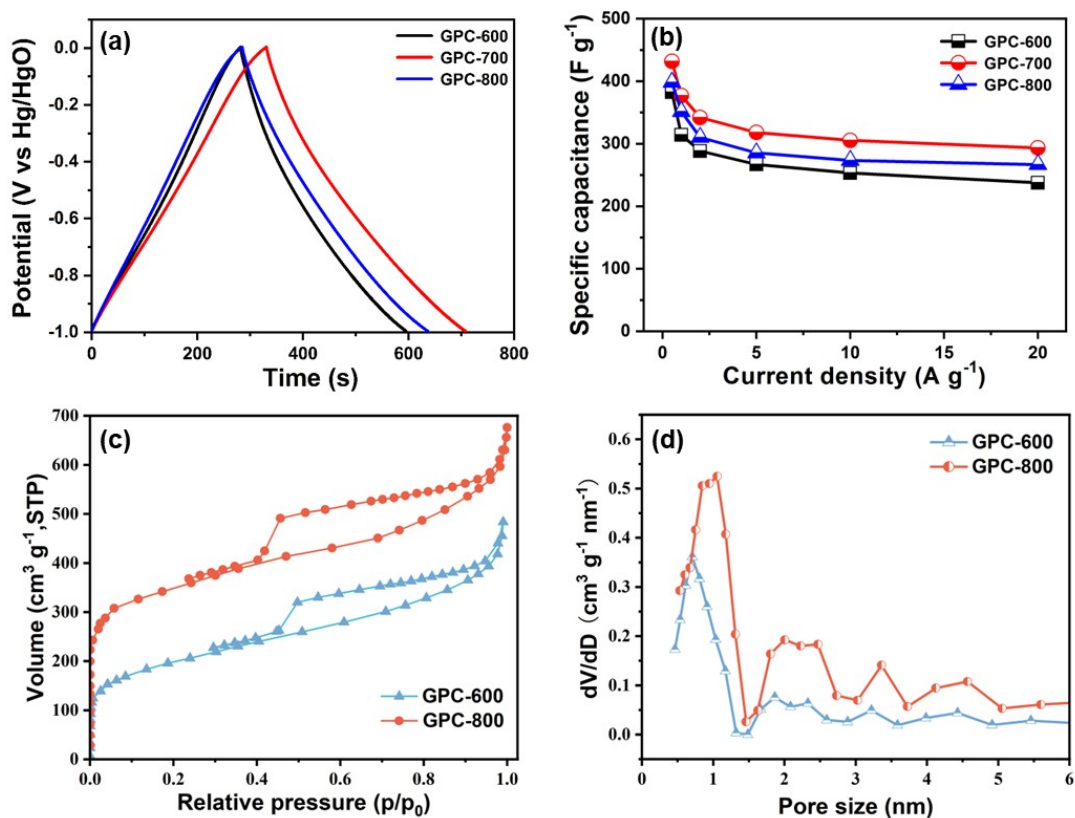 (a)
GPC-600
GPC-700
GPC-800
Potential (V vs Hg/HgO)
0.0
-0.2
-0.4
-0.6
-0.8
-1.0
0 200 400 600 800
Time (s)
(b)
GPC-600
GPC-700
GPC-800
Specific capacitance (F g⁻¹)
500
400
300
200
100
0
0 5 10 15 20
Current density (A g⁻¹)
(c)
GPC-600
GPC-800
Volume (cm³ g⁻¹,STP)
700
600
500
400
300
200
100
0
0.0 0.2 0.4 0.6 0.8 1.0
Relative pressure (p/p₀)
(d)
GPC-600
GPC-800
dV/dD (cm³ g⁻¹ nm⁻¹)
0.6
0.5
0.4
0.3
0.2
0.1
0.0
0 1 2 3 4 5 6
Pore size (nm)